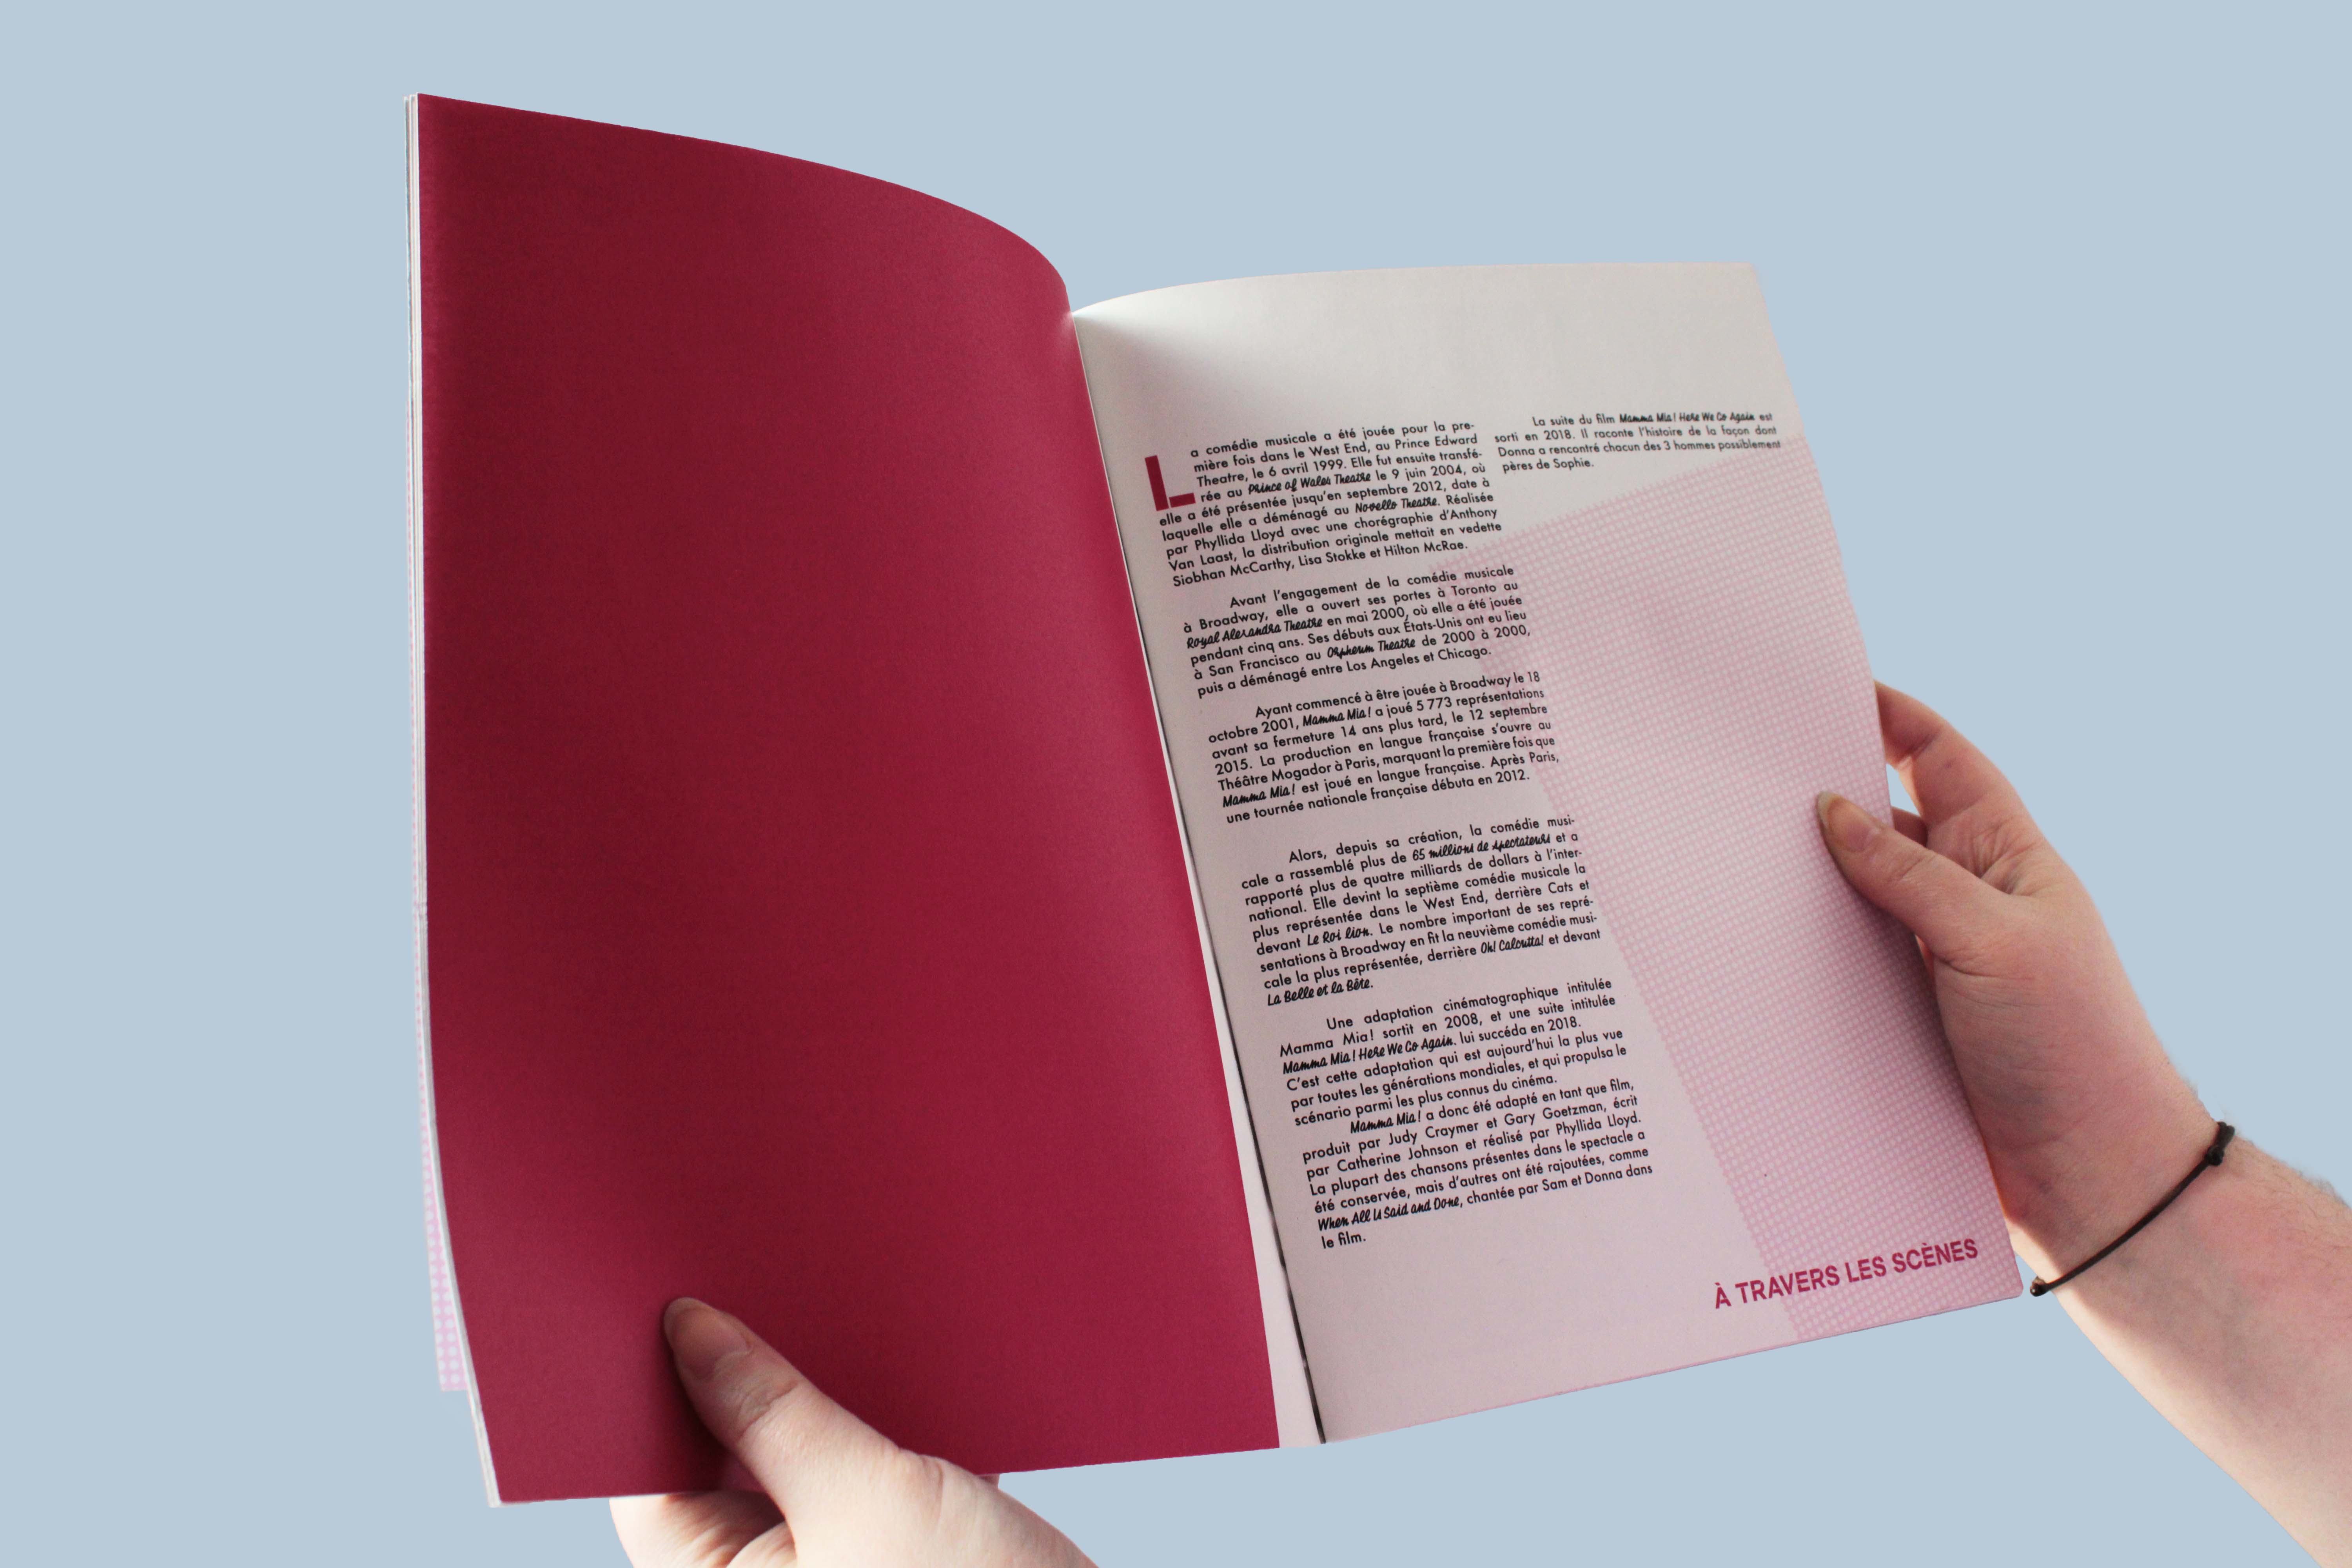 La comédie musicale a été jouée pour la pre-
mière fois dans le West End, au Prince Edward
Theatre, le 6 avril 1999. Elle fut ensuite transfé-
rée au Prince of Wales Theatre le 9 juin 2004, où
elle a été présentée jusqu'en septembre 2012, date à
laquelle elle a déménagé au Novello Theatre. Réalisée
par Phyllida Lloyd avec une chorégraphie d'Anthony
Van Laast, la distribution originale mettait en vedette
Siobhan McCarthy, Lisa Stokke et Hilton McRae.
Avant l'engagement de la comédie musicale
à Broadway, elle a ouvert ses portes à Toronto au
Royal Alexandra Theatre en mai 2000, où elle a été jouée
pendant cinq ans. Ses débuts aux États-Unis ont eu lieu
à San Francisco au Orpheum Theatre de 2000 à 2000,
puis a déménagé entre Los Angeles et Chicago.
Ayant commencé à être jouée à Broadway le 18
octobre 2001, Mamma Mia! a joué 5 773 représentations
avant sa fermeture 14 ans plus tard, le 12 septembre
2015. La production en langue française s'ouvre au
Théâtre Mogador à Paris, marquant la première fois que
Mamma Mia! est joué en langue française. Après Paris,
une tournée nationale française débuta en 2012.
Alors, depuis sa création, la comédie musi-
cale a rassemblé plus de 65 millions de spectateurs et a
rapporté plus de quatre milliards de dollars à l'inter-
national. Elle devint la septième comédie musicale la
plus représentée dans le West End, derrière Cats et
devant Le Roi lion. Le nombre important de ses repré-
sentations à Broadway en fit la neuvième comédie musi-
cale la plus représentée, derrière Oh! Calcutta! et devant
La Belle et la Bête.
Une adaptation cinématographique intitulée
Mamma Mia! sortit en 2008, et une suite intitulée
Mamma Mia! Here We Go Again, lui succéda en 2018.
C'est cette adaptation qui est aujourd'hui la plus vue
par toutes les générations mondiales, et qui propulsa le
scénario parmi les plus connus du cinéma.
Mamma Mia! a donc été adapté en tant que film,
produit par Judy Craymer et Gary Goetzman, écrit
par Catherine Johnson et réalisé par Phyllida Lloyd.
La plupart des chansons présentes dans le spectacle a
été conservée, mais d'autres ont été rajoutées, comme
When All Is Said and Done, chantée par Sam et Donna dans
le film.
La suite du film Mamma Mia! Here We Go Again est
sorti en 2018. Il raconte l'histoire de la façon dont
Donna a rencontré chacun des 3 hommes possiblement
pères de Sophie.
À TRAVERS LES SCÈNES